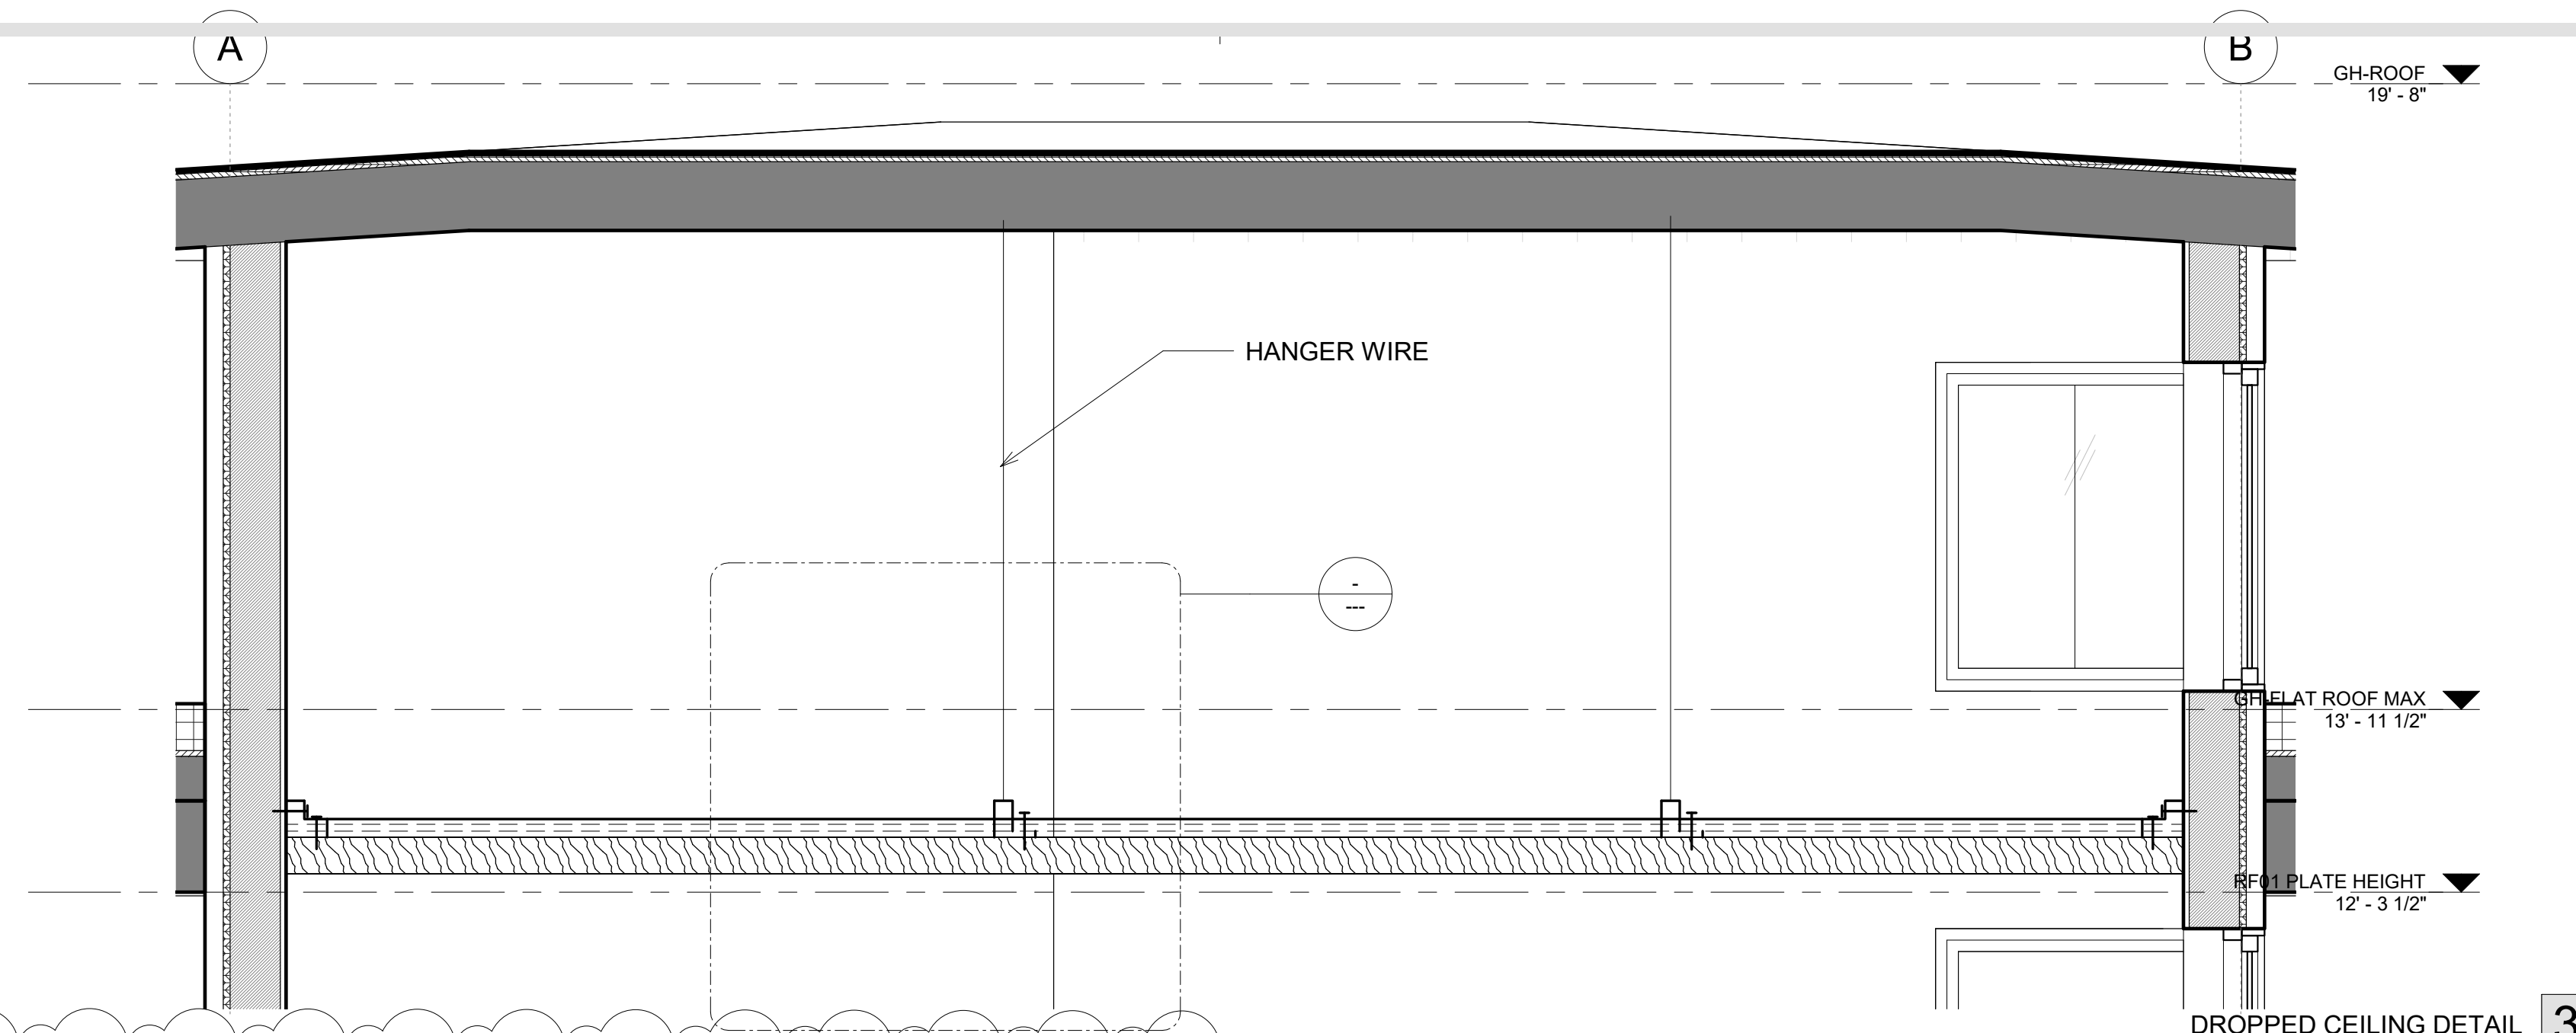 A
B
GH-ROOF
19' - 8"
HANGER WIRE
-
---
GH-FLAT ROOF MAX
13' - 11 1/2"
RF01 PLATE HEIGHT
12' - 3 1/2"
DROPPED CEILING DETAIL
3